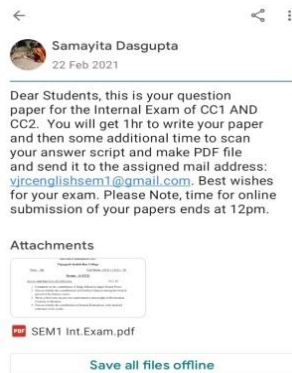 Samayita Dasgupta
22 Feb 2021
Dear Students, this is your question
paper for the Internal Exam of CC1 AND
CC2. You will get 1hr to write your paper
and then some additional time to scan
your answer script and make PDF file
and send it to the assigned mail address:
vjrcenglishsem1@gmail.com. Best wishes
for your exam. Please Note, time for online
submission of your papers ends at 12pm.
Attachments
PDF SEM1 Int.Exam.pdf
Save all files offline